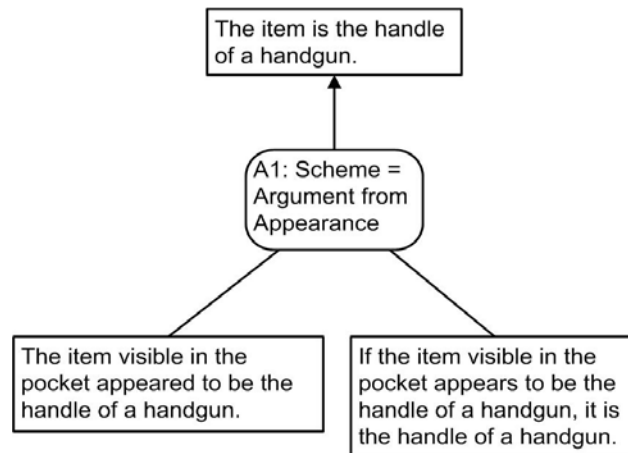 The item is the handle
of a handgun.
A1: Scheme =
Argument from
Appearance
The item visible in the
pocket appeared to be the
handle of a handgun.
If the item visible in the
pocket appears to be the
handle of a handgun, it is
the handle of a handgun.